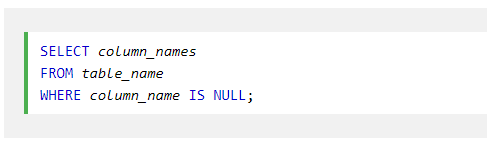 SELECT column_names
FROM table_name
WHERE column_name IS NULL;